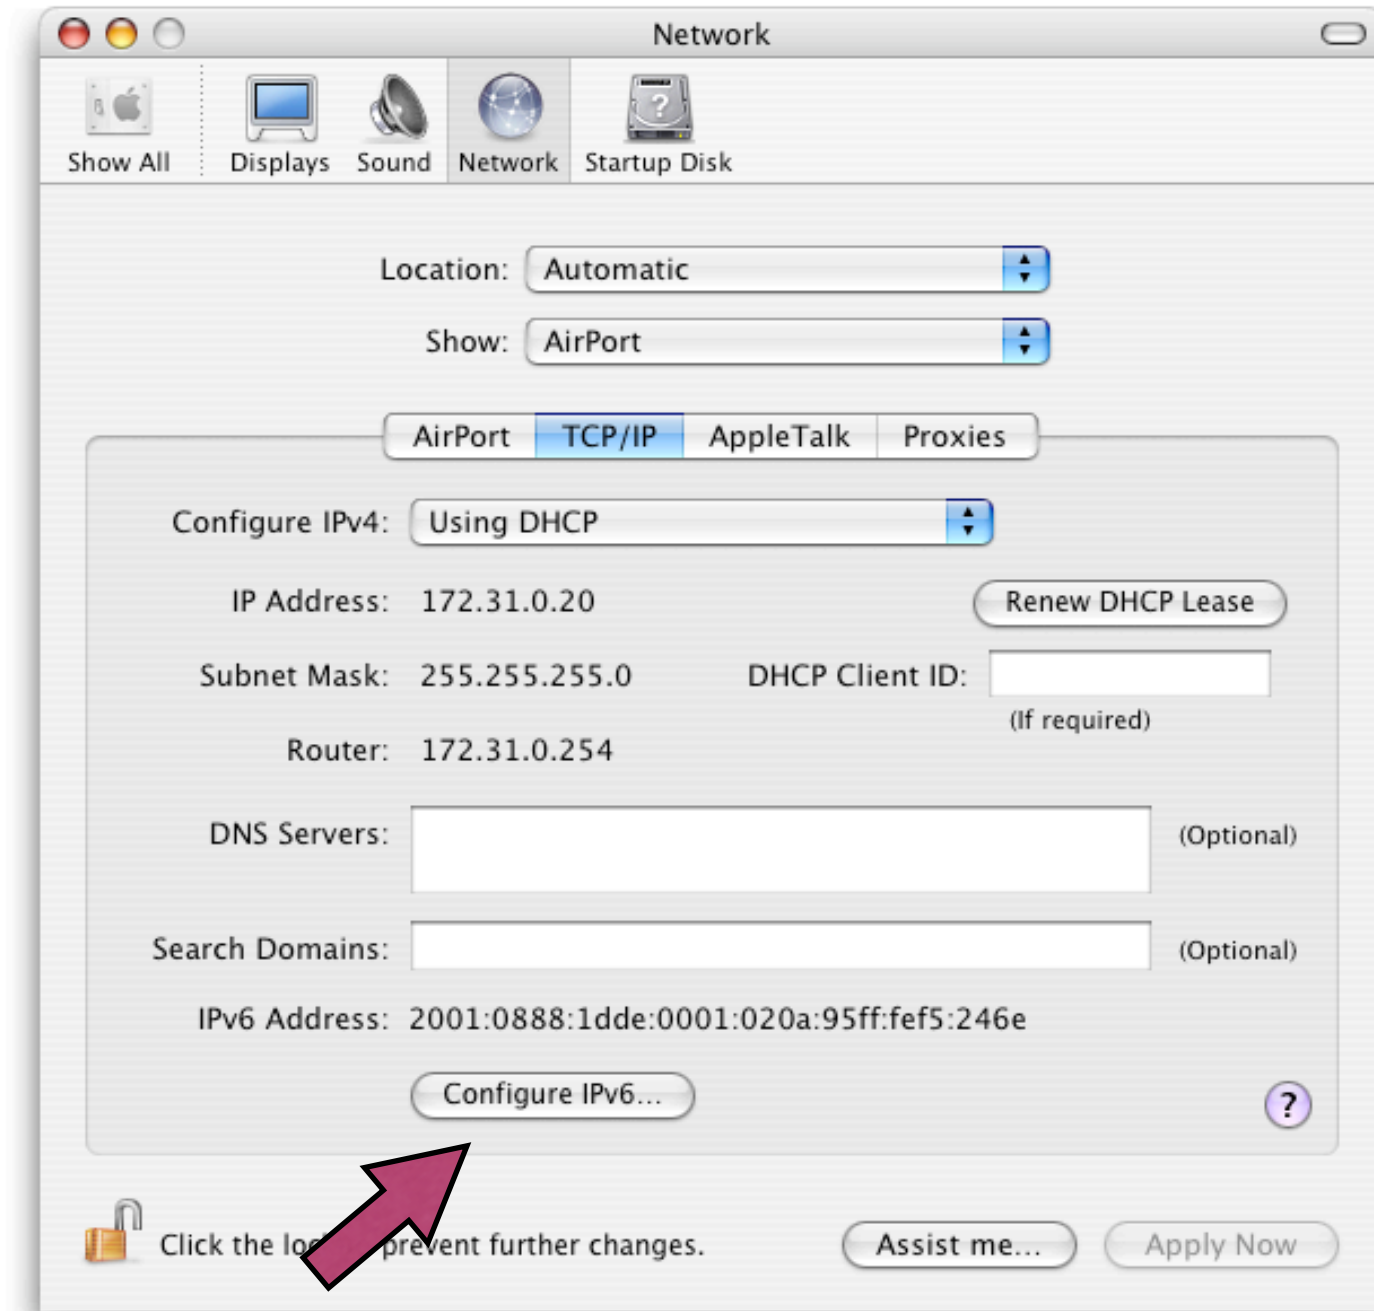 Network
Show All Displays Sound Network Startup Disk
Location: Automatic
Show: AirPort
AirPort TCP/IP AppleTalk Proxies
Configure IPv4: Using DHCP
IP Address: 172.31.0.20 Renew DHCP Lease
Subnet Mask: 255.255.255.0 DHCP Client ID:
(If required)
Router: 172.31.0.254
DNS Servers: (Optional)
Search Domains: (Optional)
IPv6 Address: 2001:0888:1dde:0001:020a:95ff:fef5:246e
Configure IPv6...
?
Click the prevent further changes. Assist me... Apply Now